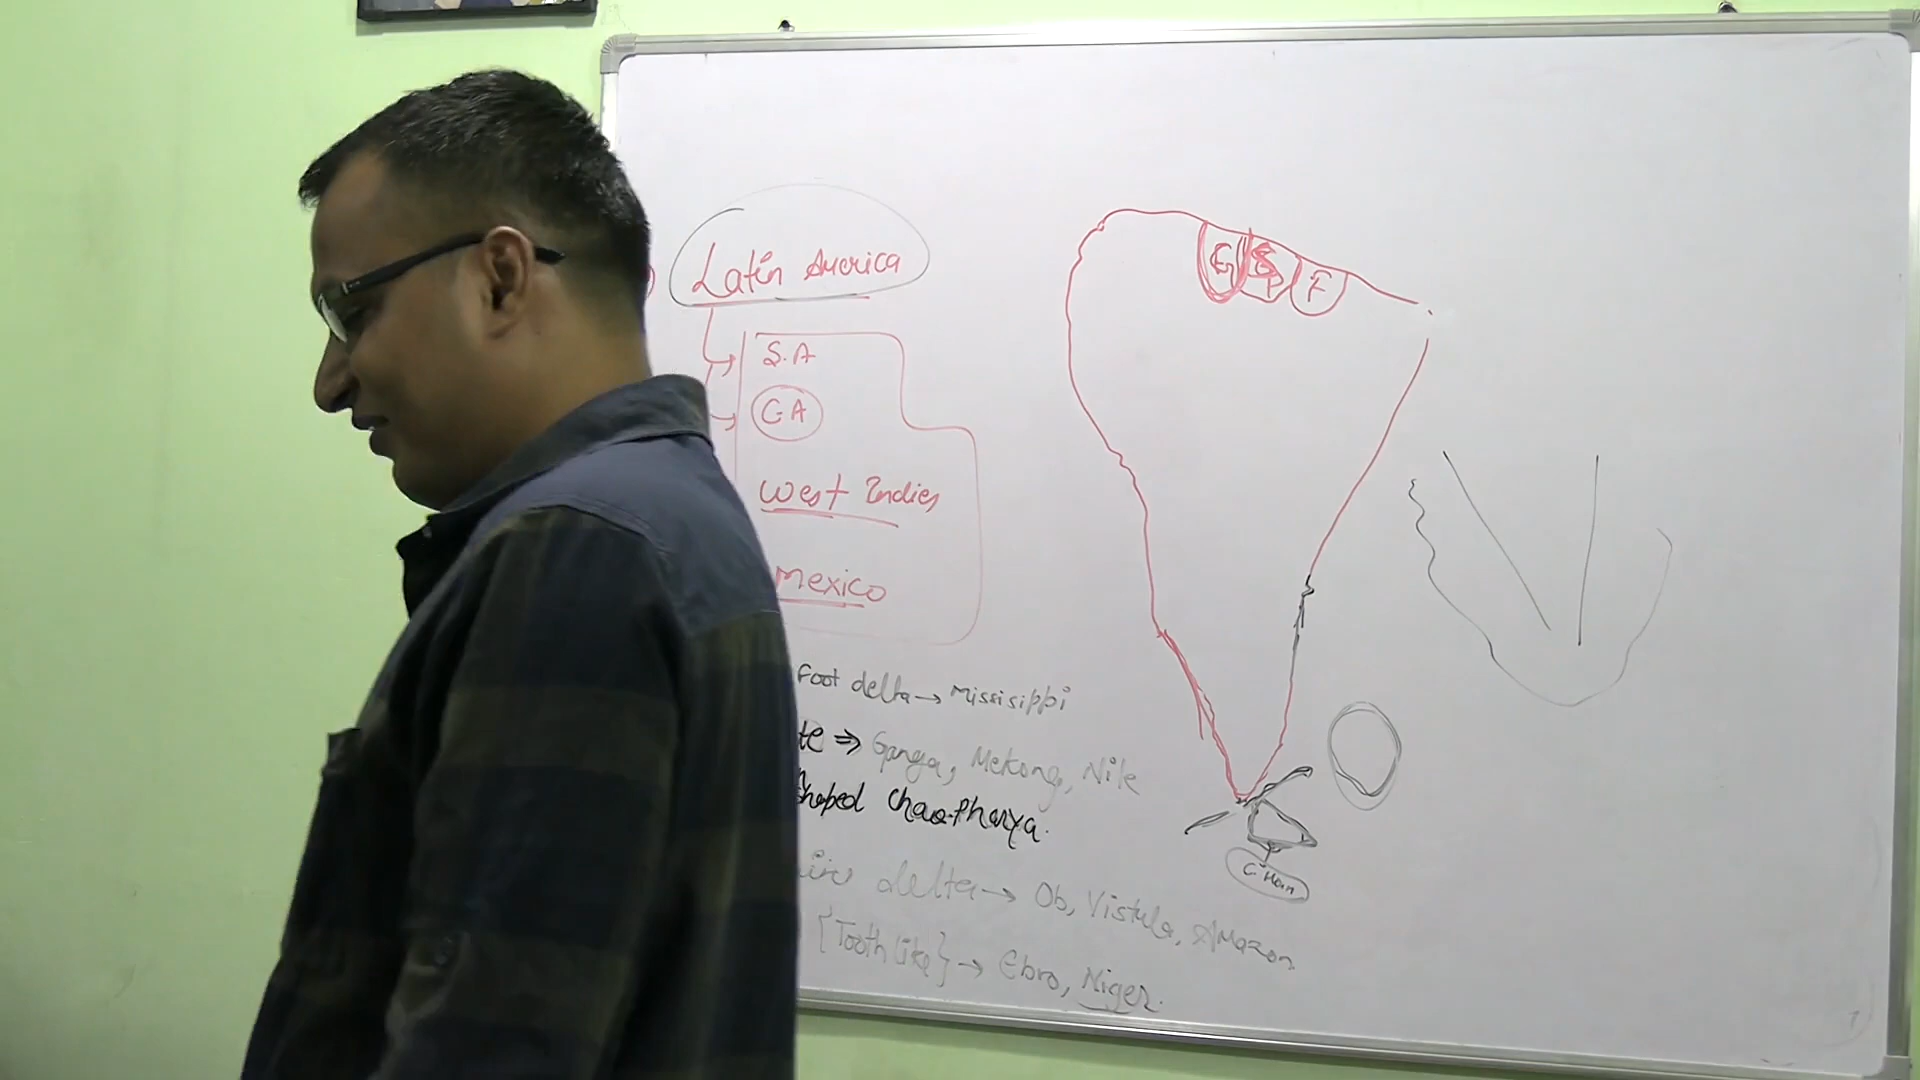 Latin America
S.A
C.A
West Indies
Mexico
Foot delta → Missisippi
te ⇒ Ganga, Mekong, Nile
shaped Chao-Phraya.
delta → Ob, Vistula, Amazon
{Tooth like} → Ebro, Niger.
G
F
C. Horn